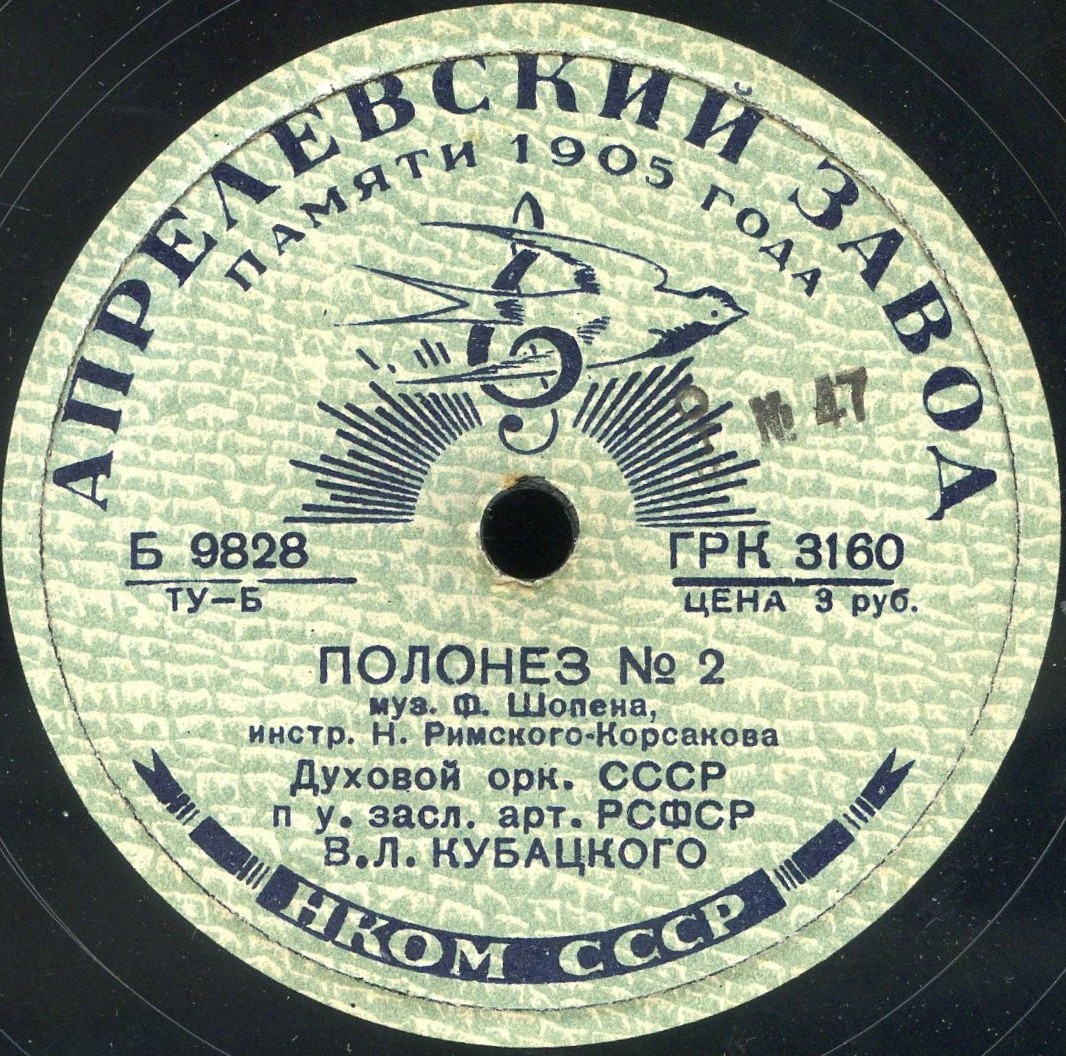 АПРЕЛЕВСКИЙ ЗАВОД
ПАМЯТИ 1905 ГОДА
№ 47
Б 9828
ТУ–Б
ГРК 3160
ЦЕНА 3 руб.
ПОЛОНЕЗ № 2
муз. Ф. Шопена,
инстр. Н. Римского-Корсакова
Духовой орк. СССР
п у. засл. арт. РСФСР
В.Л. КУБАЦКОГО
НКОМ СССР